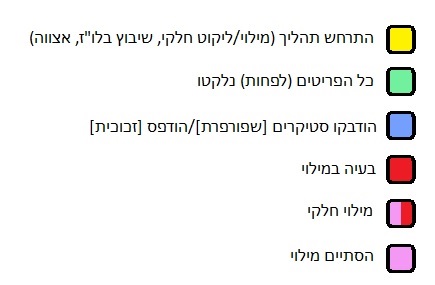 התרחש תהליך (מילוי/ליקוט חלקי, שיבוץ בלו"ז, אצווה)
כל הפריטים (לפחות) נלקטו
הודבקו סטיקרים [שפורפרת]/הודפס [זכוכית]
בעיה במילוי
מילוי חלקי
הסתיים מילוי